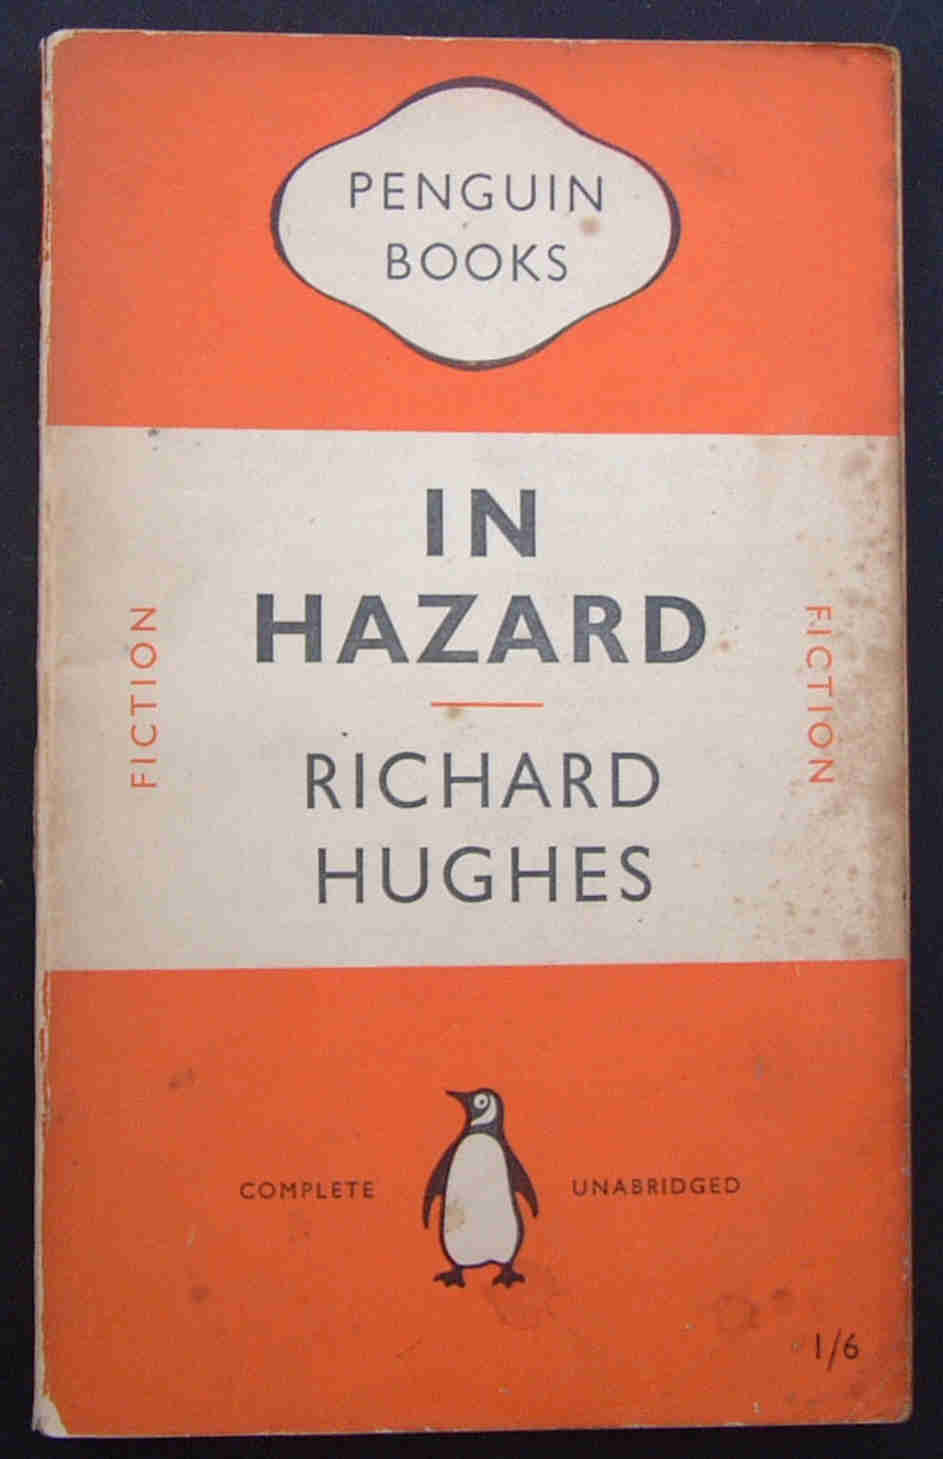 PENGUIN
BOOKS
IN
HAZARD
FICTION
FICTION
RICHARD
HUGHES
COMPLETE
UNABRIDGED
1/6